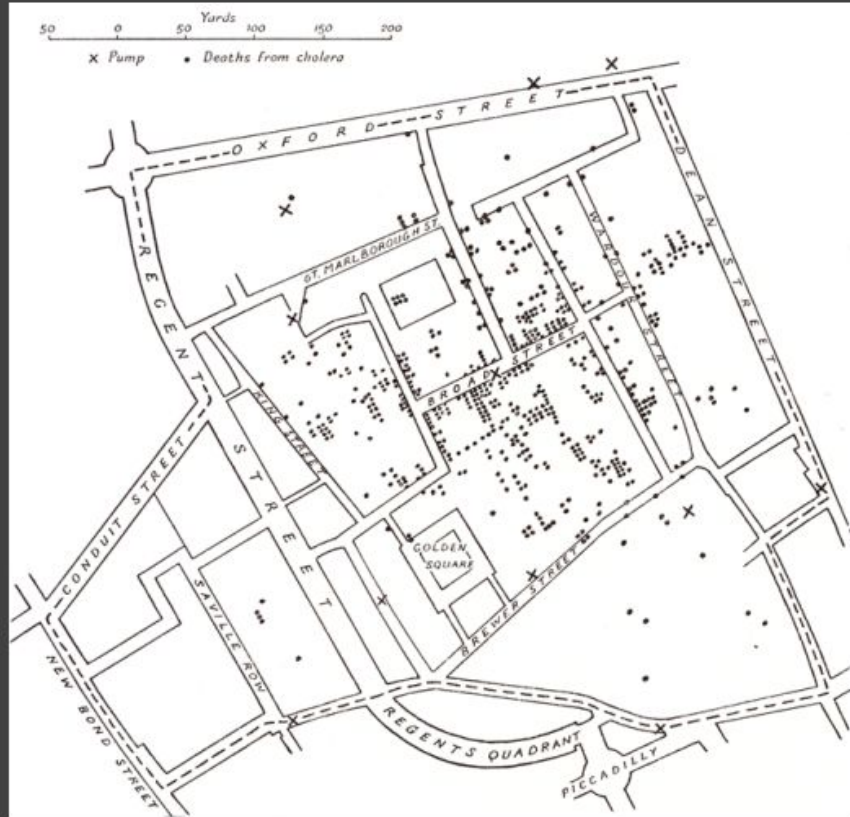 Yards
50 0 50 100 150 200
× Pump • Deaths from cholera
OXFORD STREET
DEAN STREET
REGENT STREET
GT. MARLBOROUGH ST.
WARDOUR STREET
BROAD STREET
KING STREET
CONDUIT STREET
GOLDEN
SQUARE
BREWER STREET
SAVILLE ROW
NEW BOND STREET
REGENTS QUADRANT
PICCADILLY